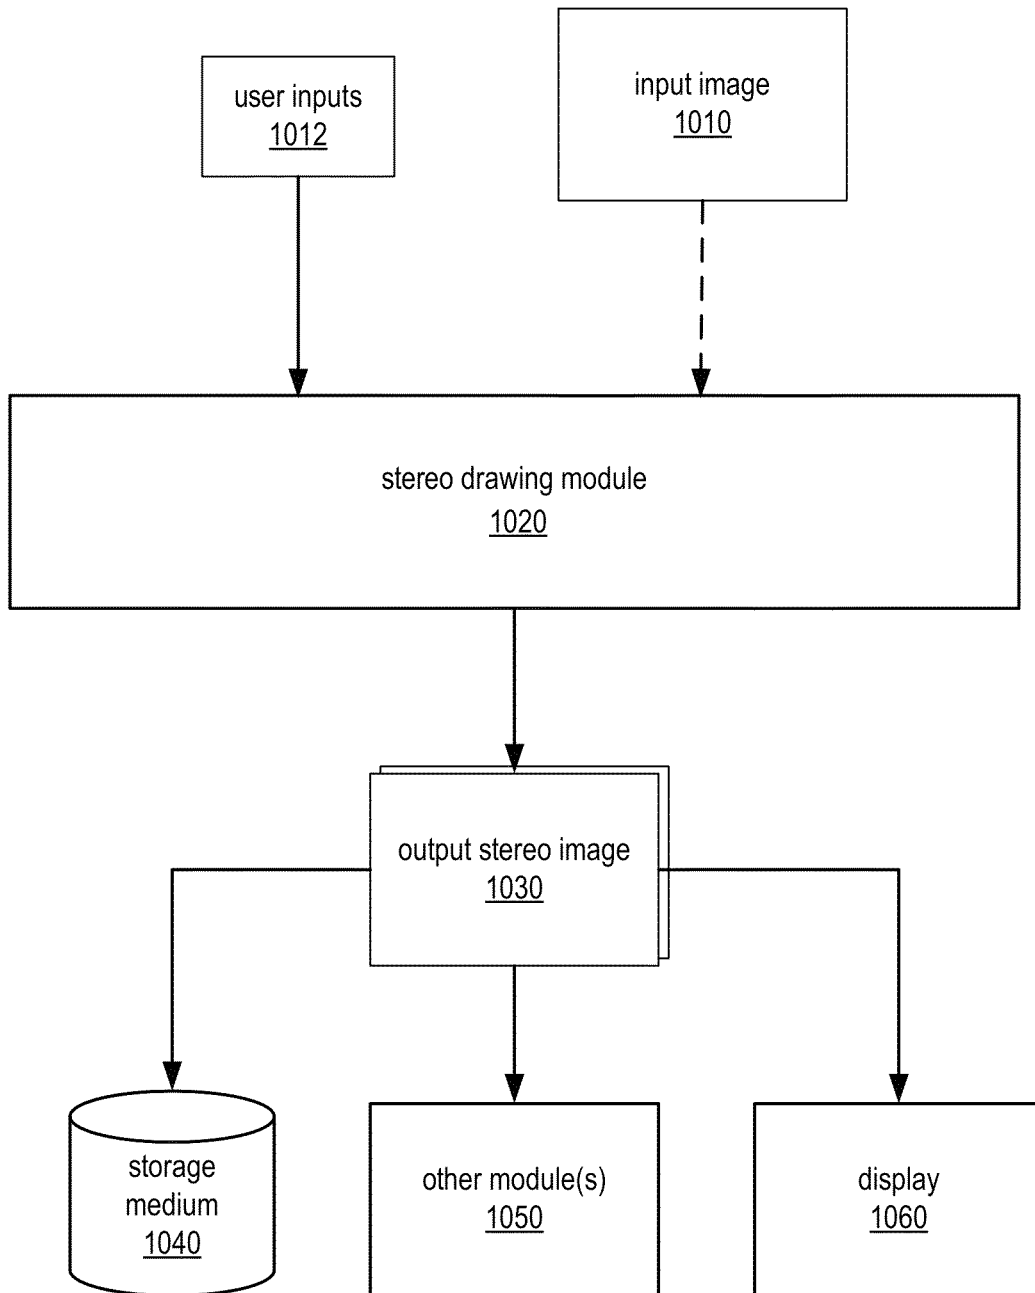 user inputs
1012
input image
1010
stereo drawing module
1020
output stereo image
1030
storage
medium
1040
other module(s)
1050
display
1060